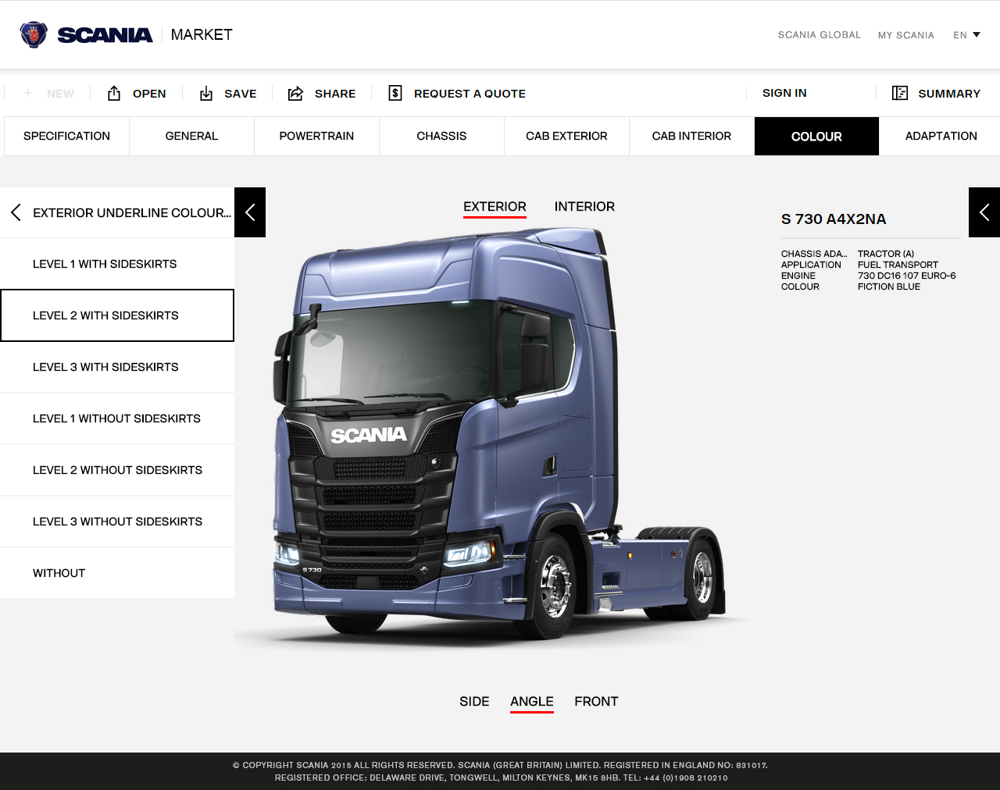 SCANIA MARKET
SCANIA GLOBAL MY SCANIA EN
+ NEW OPEN SAVE SHARE $ REQUEST A QUOTE SIGN IN SUMMARY
SPECIFICATION GENERAL POWERTRAIN CHASSIS CAB EXTERIOR CAB INTERIOR COLOUR ADAPTATION
EXTERIOR UNDERLINE COLOUR...
LEVEL 1 WITH SIDESKIRTS
LEVEL 2 WITH SIDESKIRTS
LEVEL 3 WITH SIDESKIRTS
LEVEL 1 WITHOUT SIDESKIRTS
LEVEL 2 WITHOUT SIDESKIRTS
LEVEL 3 WITHOUT SIDESKIRTS
WITHOUT
EXTERIOR INTERIOR
SCANIA
S 730
S 730 A4X2NA
CHASSIS ADA... TRACTOR (A)
APPLICATION FUEL TRANSPORT
ENGINE 730 DC16 107 EURO-6
COLOUR FICTION BLUE
SIDE ANGLE FRONT
© COPYRIGHT SCANIA 2015 ALL RIGHTS RESERVED. SCANIA (GREAT BRITAIN) LIMITED. REGISTERED IN ENGLAND NO: 831017.
REGISTERED OFFICE: DELAWARE DRIVE, TONGWELL, MILTON KEYNES, MK15 8HB. TEL: +44 (0)1908 210210